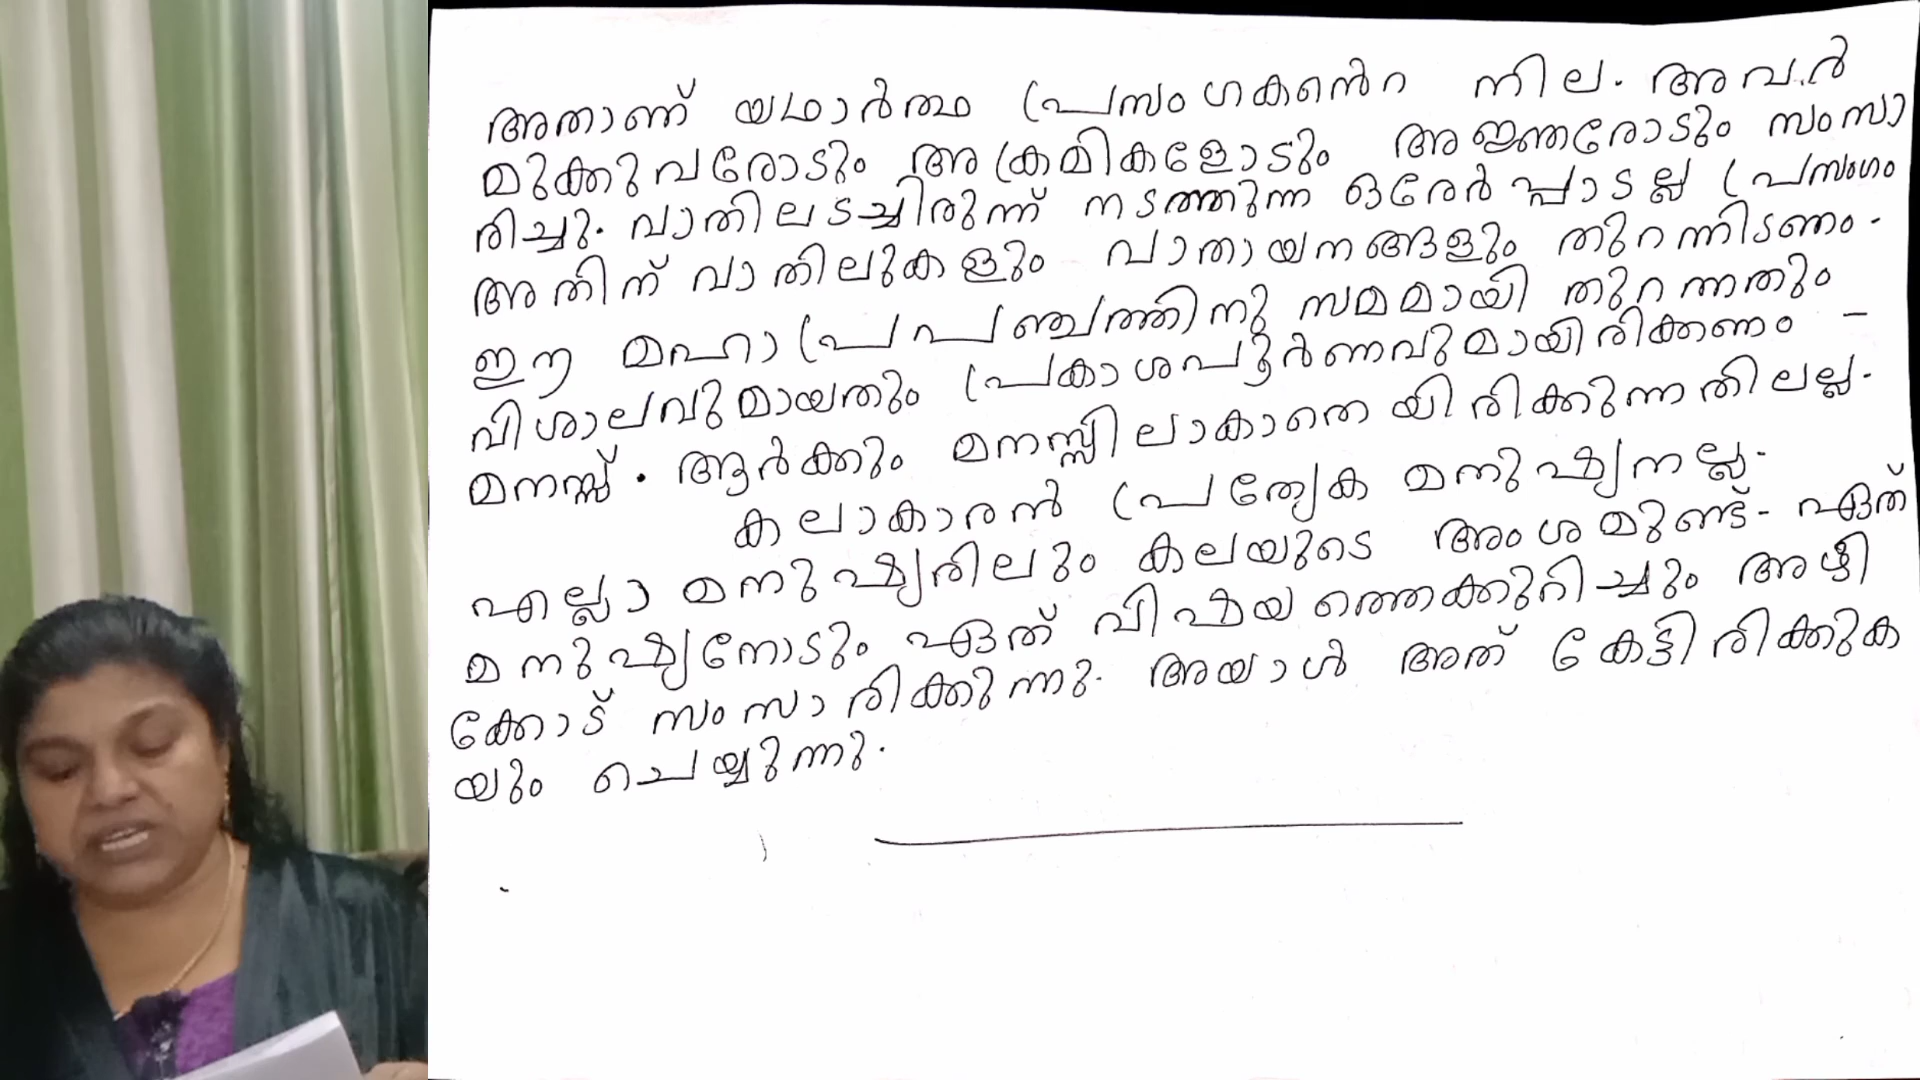 അതാണ് യഥാർത്ഥ പ്രസംഗകൻെറ നില. അവർ
മുക്കുവരോടും അക്രമികളോടും അജ്ഞരോടും സംസാ
രിച്ചു. വാതിലടച്ചിരുന്ന് നടത്തുന്ന ഒരേർപ്പാടല്ല പ്രസംഗം
അതിന് വാതിലുകളും വാതായനങ്ങളും തുറന്നിടണം.
ഈ മഹാപ്രപഞ്ചത്തിനു സമമായി തുറന്നതും
വിശാലവുമായതും പ്രകാശപൂർണവുമായിരിക്കണം –
മനസ്സ്. ആർക്കും മനസ്സിലാകാതെയിരിക്കുന്നതിലല്ല.
കലാകാരൻ പ്രത്യേക മനുഷ്യനല്ല.
എല്ലാ മനുഷ്യരിലും കലയുടെ അംശമുണ്ട്- ഏത്
മനുഷ്യനോടും ഏത് വിഷയത്തെക്കുറിച്ചും അഴീ
ക്കോട് സംസാരിക്കുന്നു. അയാൾ അത് കേട്ടിരിക്കുക
യും ചെയ്യുന്നു.